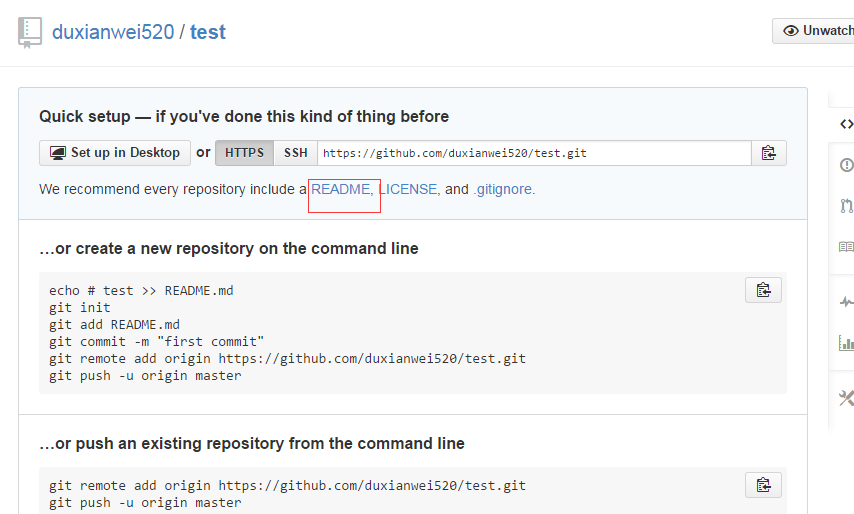 duxianwei520 / test
Unwatch
Quick setup — if you've done this kind of thing before
Set up in Desktop or HTTPS SSH https://github.com/duxianwei520/test.git
We recommend every repository include a README, LICENSE, and .gitignore.
…or create a new repository on the command line
echo # test >> README.md
git init
git add README.md
git commit -m "first commit"
git remote add origin https://github.com/duxianwei520/test.git
git push -u origin master
…or push an existing repository from the command line
git remote add origin https://github.com/duxianwei520/test.git
git push -u origin master